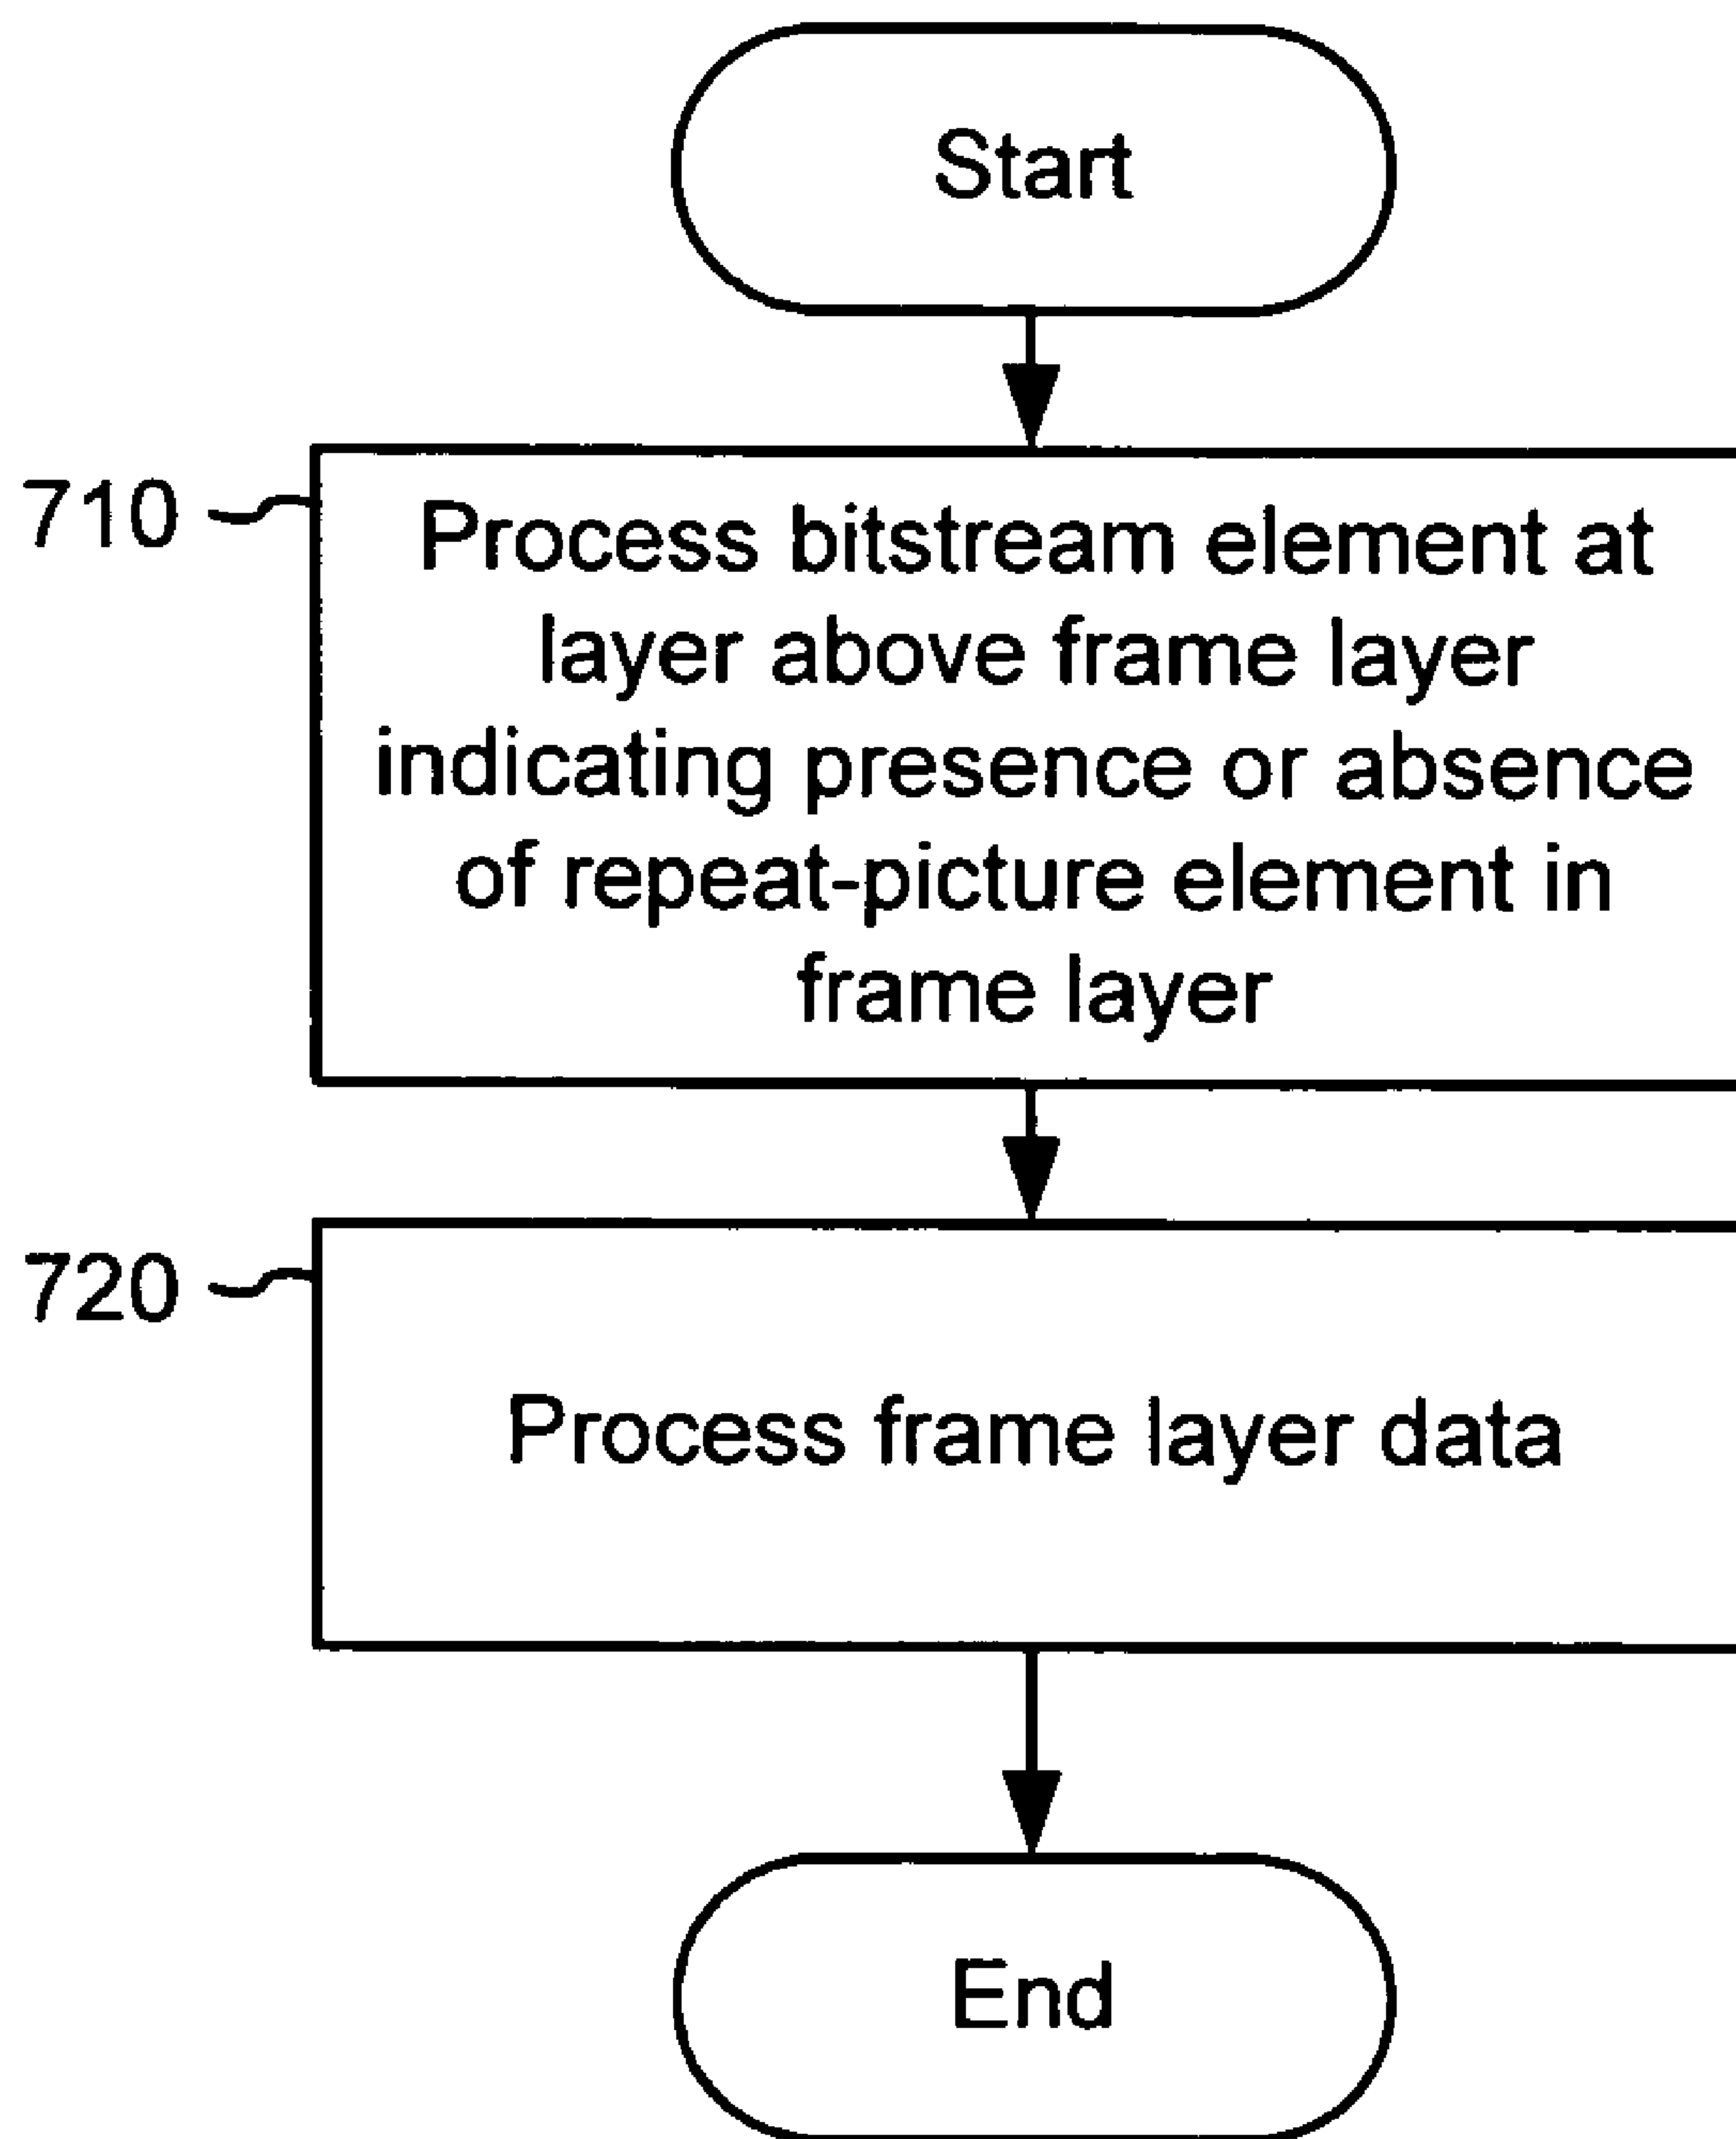 Start
710
Process bitstream element at
layer above frame layer
indicating presence or absence
of repeat-picture element in
frame layer
720
Process frame layer data
End